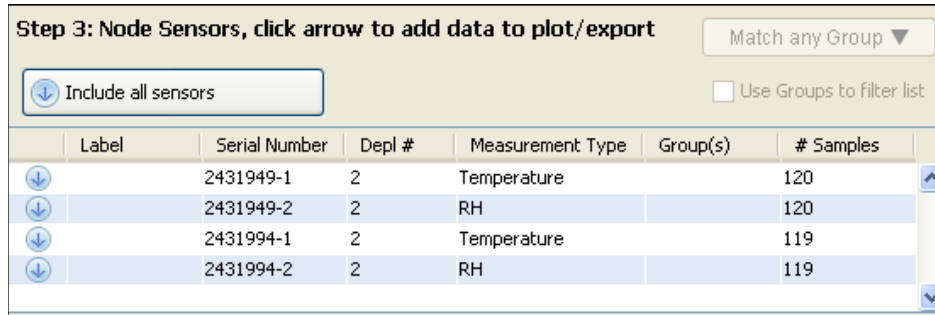 Step 3: Node Sensors, click arrow to add data to plot/export
Match any Group ▼
Include all sensors
Use Groups to filter list
Label Serial Number Depl # Measurement Type Group(s) # Samples
2431949-1 2 Temperature 120
2431949-2 2 RH 120
2431994-1 2 Temperature 119
2431994-2 2 RH 119